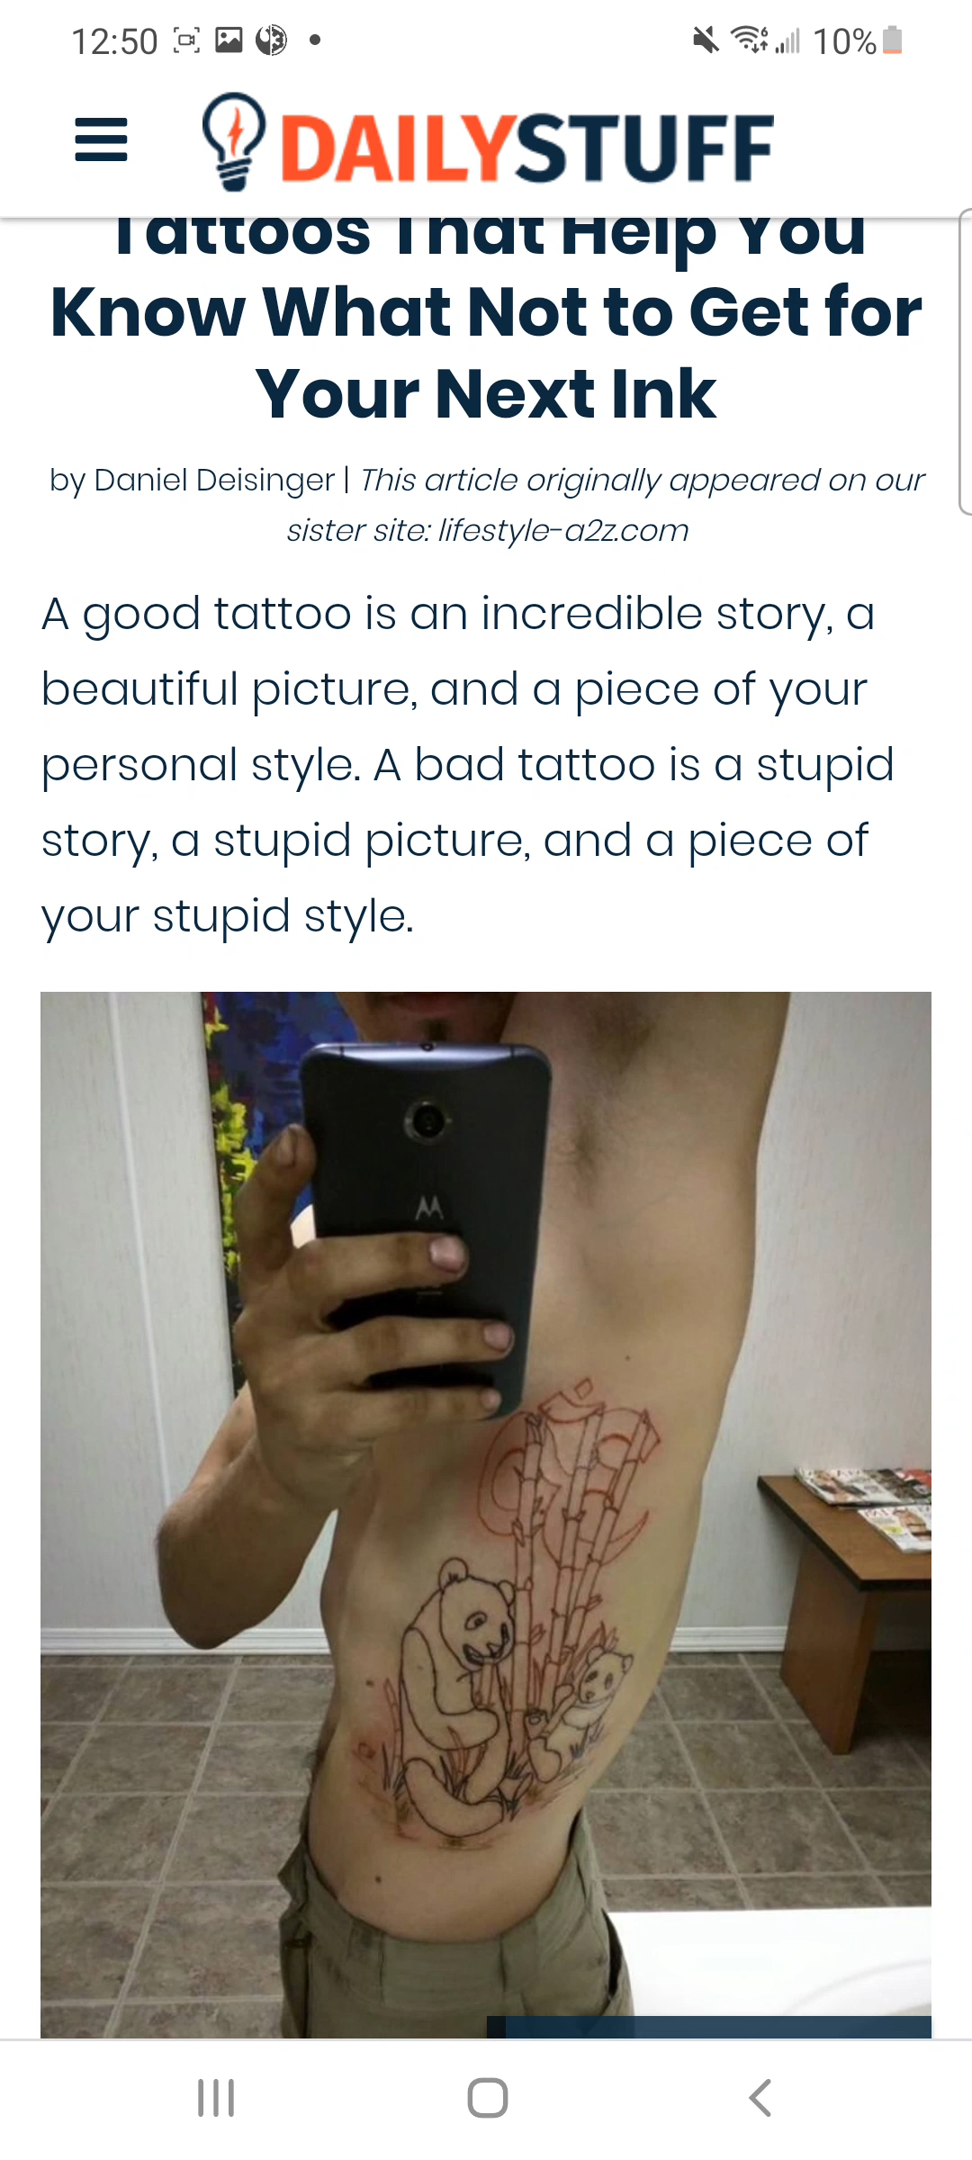 12:50 10%
DAILYSTUFF
Tattoos That Help You
Know What Not to Get for
Your Next Ink
by Daniel Deisinger | This article originally appeared on our
sister site: lifestyle-a2z.com
A good tattoo is an incredible story, a
beautiful picture, and a piece of your
personal style. A bad tattoo is a stupid
story, a stupid picture, and a piece of
your stupid style.